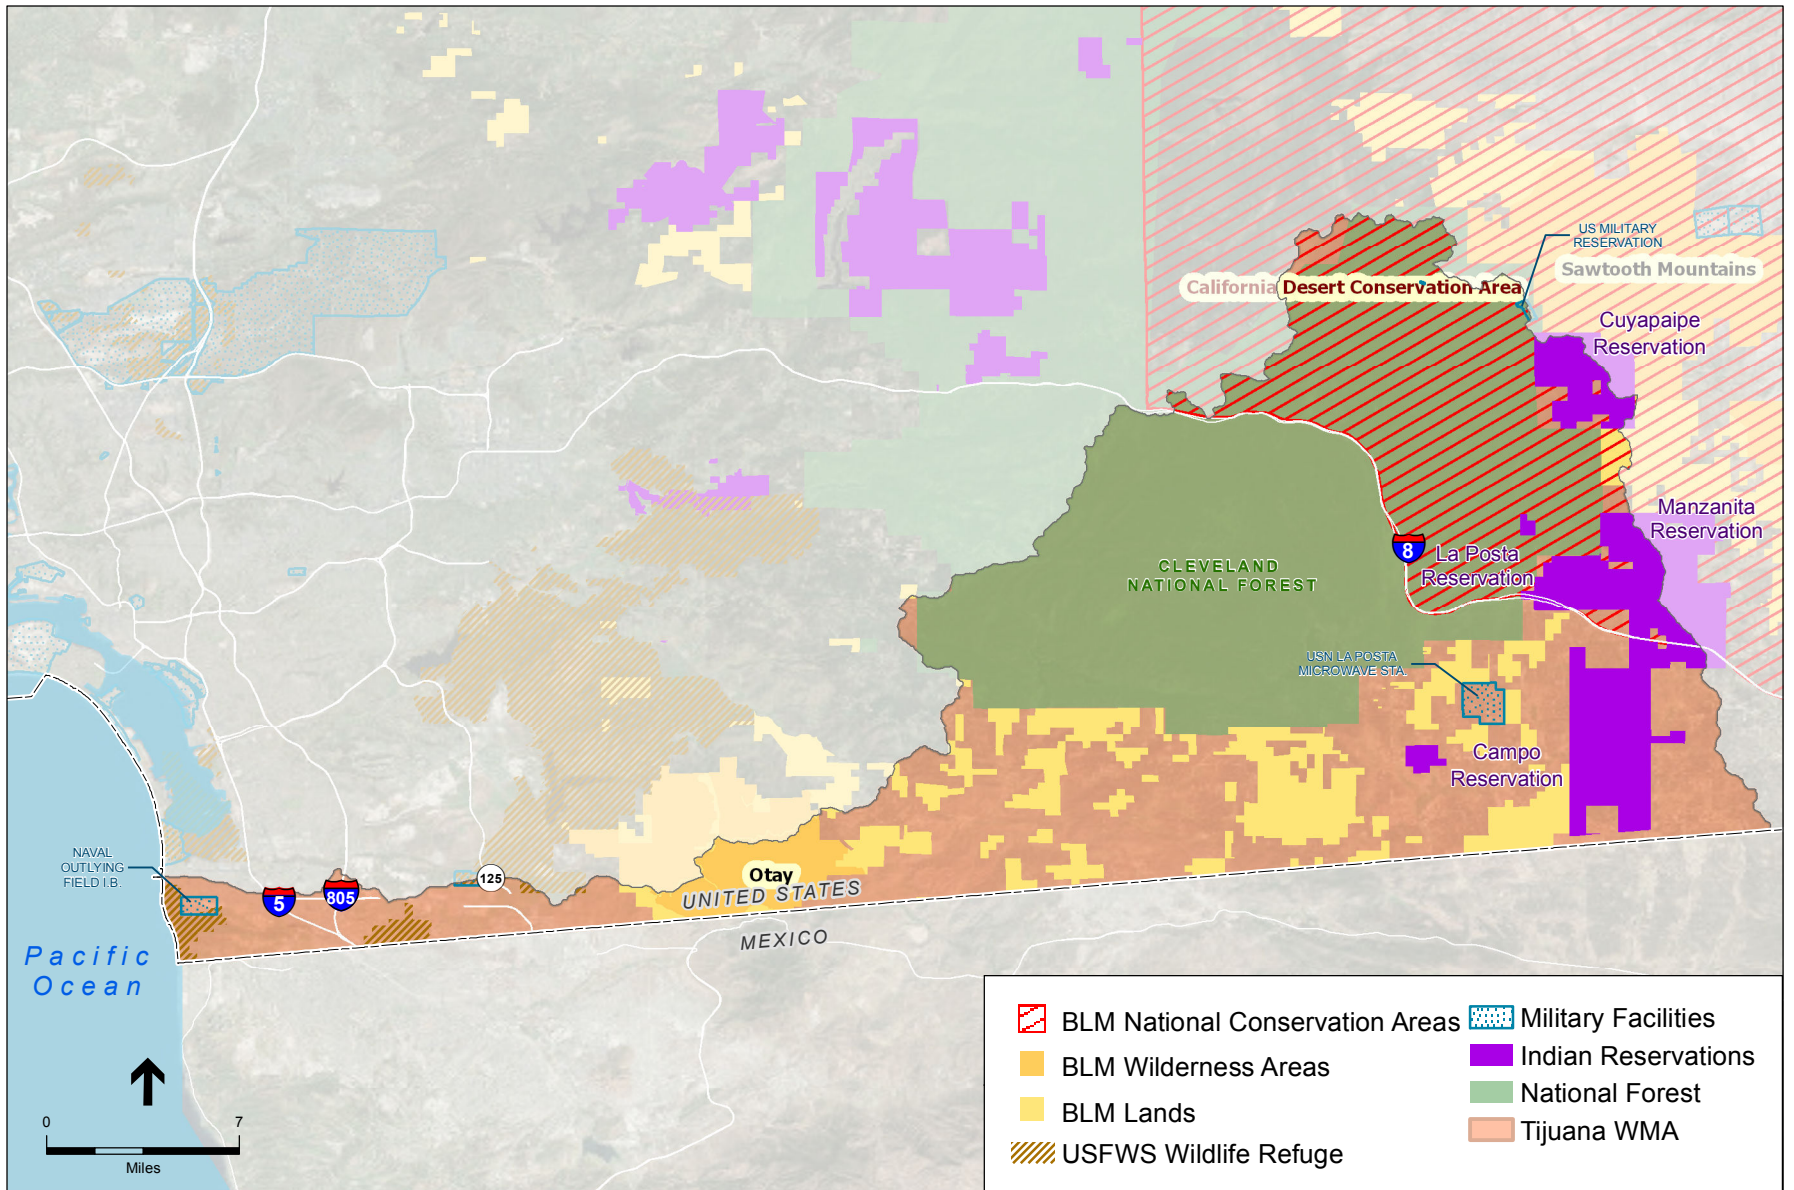 US MILITARY
RESERVATION
Sawtooth Mountains
California Desert Conservation Area
Cuyapaipe
Reservation
Manzanita
Reservation
8
La Posta
Reservation
CLEVELAND
NATIONAL FOREST
USN LA POSTA
MICROWAVE STA.
Campo
Reservation
NAVAL
OUTLYING
FIELD I.B.
5
805
125
Otay
UNITED STATES
MEXICO
Pacific
Ocean
0 7
Miles
BLM National Conservation Areas
BLM Wilderness Areas
BLM Lands
USFWS Wildlife Refuge
Military Facilities
Indian Reservations
National Forest
Tijuana WMA